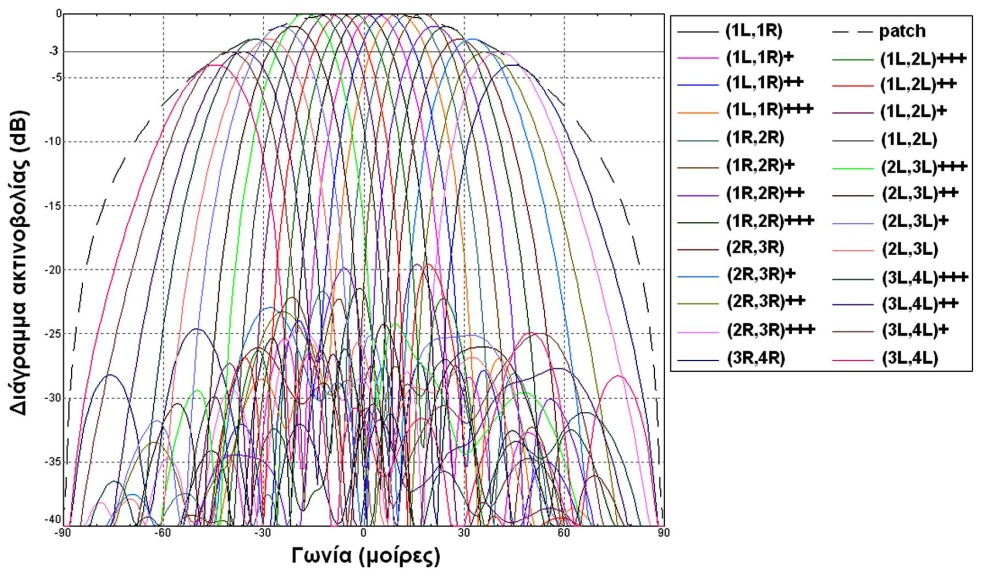 Διάγραμμα ακτινοβολίας (dB)
0
-3
-5
-10
-15
-20
-25
-30
-35
-40
-90
-60
-30
0
30
60
90
Γωνία (μοίρες)
(1L,1R)
(1L,1R)+
(1L,1R)++
(1L,1R)+++
(1R,2R)
(1R,2R)+
(1R,2R)++
(1R,2R)+++
(2R,3R)
(2R,3R)+
(2R,3R)++
(2R,3R)+++
(3R,4R)
patch
(1L,2L)+++
(1L,2L)++
(1L,2L)+
(1L,2L)
(2L,3L)+++
(2L,3L)++
(2L,3L)+
(2L,3L)
(3L,4L)+++
(3L,4L)++
(3L,4L)+
(3L,4L)